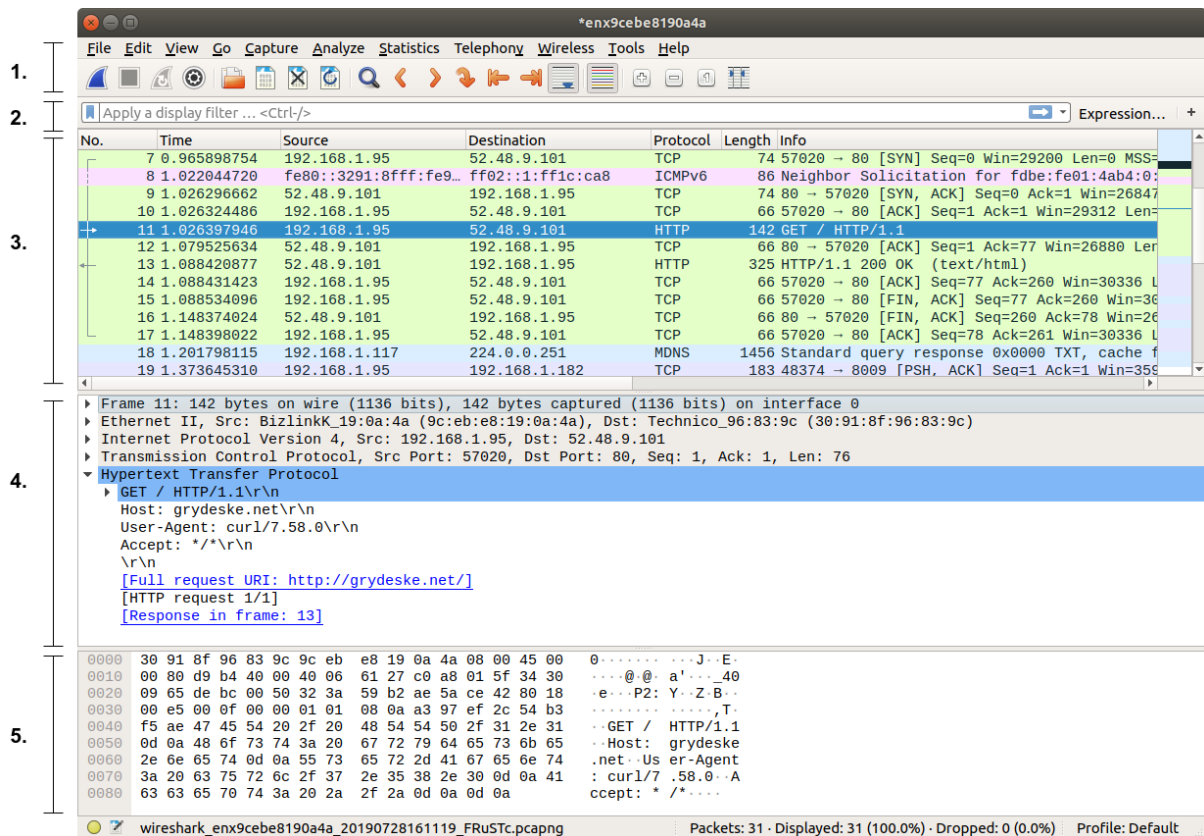 *enx9cebe8190a4a
File Edit View Go Capture Analyze Statistics Telephony Wireless Tools Help
1.
2.
Apply a display filter … <Ctrl-/> Expression… +
No. Time Source Destination Protocol Length Info
7 0.965898754 192.168.1.95 52.48.9.101 TCP 74 57020 → 80 [SYN] Seq=0 Win=29200 Len=0 MSS=
8 1.022044720 fe80::3291:8fff:fe9… ff02::1:ff1c:ca8 ICMPv6 86 Neighbor Solicitation for fdbe:fe01:4ab4:0:
9 1.026296662 52.48.9.101 192.168.1.95 TCP 74 80 → 57020 [SYN, ACK] Seq=0 Ack=1 Win=26847
10 1.026324486 192.168.1.95 52.48.9.101 TCP 66 57020 → 80 [ACK] Seq=1 Ack=1 Win=29312 Len=
11 1.026397946 192.168.1.95 52.48.9.101 HTTP 142 GET / HTTP/1.1
3.
12 1.079525634 52.48.9.101 192.168.1.95 TCP 66 80 → 57020 [ACK] Seq=1 Ack=77 Win=26880 Ler
13 1.088420877 52.48.9.101 192.168.1.95 HTTP 325 HTTP/1.1 200 OK (text/html)
14 1.088431423 192.168.1.95 52.48.9.101 TCP 66 57020 → 80 [ACK] Seq=77 Ack=260 Win=30336 L
15 1.088534096 192.168.1.95 52.48.9.101 TCP 66 57020 → 80 [FIN, ACK] Seq=77 Ack=260 Win=30
16 1.148374024 52.48.9.101 192.168.1.95 TCP 66 80 → 57020 [FIN, ACK] Seq=260 Ack=78 Win=26
17 1.148398022 192.168.1.95 52.48.9.101 TCP 66 57020 → 80 [ACK] Seq=78 Ack=261 Win=30336 L
18 1.201798115 192.168.1.117 224.0.0.251 MDNS 1456 Standard query response 0x0000 TXT, cache f
19 1.373645310 192.168.1.95 192.168.1.182 TCP 183 48374 → 8009 [PSH, ACK] Seq=1 Ack=1 Win=359
Frame 11: 142 bytes on wire (1136 bits), 142 bytes captured (1136 bits) on interface 0
Ethernet II, Src: BizlinkK_19:0a:4a (9c:eb:e8:19:0a:4a), Dst: Technico_96:83:9c (30:91:8f:96:83:9c)
Internet Protocol Version 4, Src: 192.168.1.95, Dst: 52.48.9.101
Transmission Control Protocol, Src Port: 57020, Dst Port: 80, Seq: 1, Ack: 1, Len: 76
4.
Hypertext Transfer Protocol
GET / HTTP/1.1\r\n
Host: grydeske.net\r\n
User-Agent: curl/7.58.0\r\n
Accept: */*\r\n
\r\n
[Full request URI: http://grydeske.net/]
[HTTP request 1/1]
[Response in frame: 13]
0000 30 91 8f 96 83 9c 9c eb e8 19 0a 4a 08 00 45 00 0······· ···J··E·
0010 00 80 d9 b4 40 00 40 06 61 27 c0 a8 01 5f 34 30 ····@·@· a'···_40
0020 09 65 de bc 00 50 32 3a 59 b2 ae 5a ce 42 80 18 ·e···P2: Y··Z·B··
0030 00 e5 00 0f 00 00 01 01 08 0a a3 97 ef 2c 54 b3 ········ ·····,T·
0040 f5 ae 47 45 54 20 2f 20 48 54 54 50 2f 31 2e 31 ··GET / HTTP/1.1
5.
0050 0d 0a 48 6f 73 74 3a 20 67 72 79 64 65 73 6b 65 ··Host: grydeske
0060 2e 6e 65 74 0d 0a 55 73 65 72 2d 41 67 65 6e 74 .net··Us er-Agent
0070 3a 20 63 75 72 6c 2f 37 2e 35 38 2e 30 0d 0a 41 : curl/7 .58.0··A
0080 63 63 65 70 74 3a 20 2a 2f 2a 0d 0a 0d 0a ccept: * /*····
wireshark_enx9cebe8190a4a_20190728161119_FRuSTc.pcapng Packets: 31 · Displayed: 31 (100.0%) · Dropped: 0 (0.0%) Profile: Default